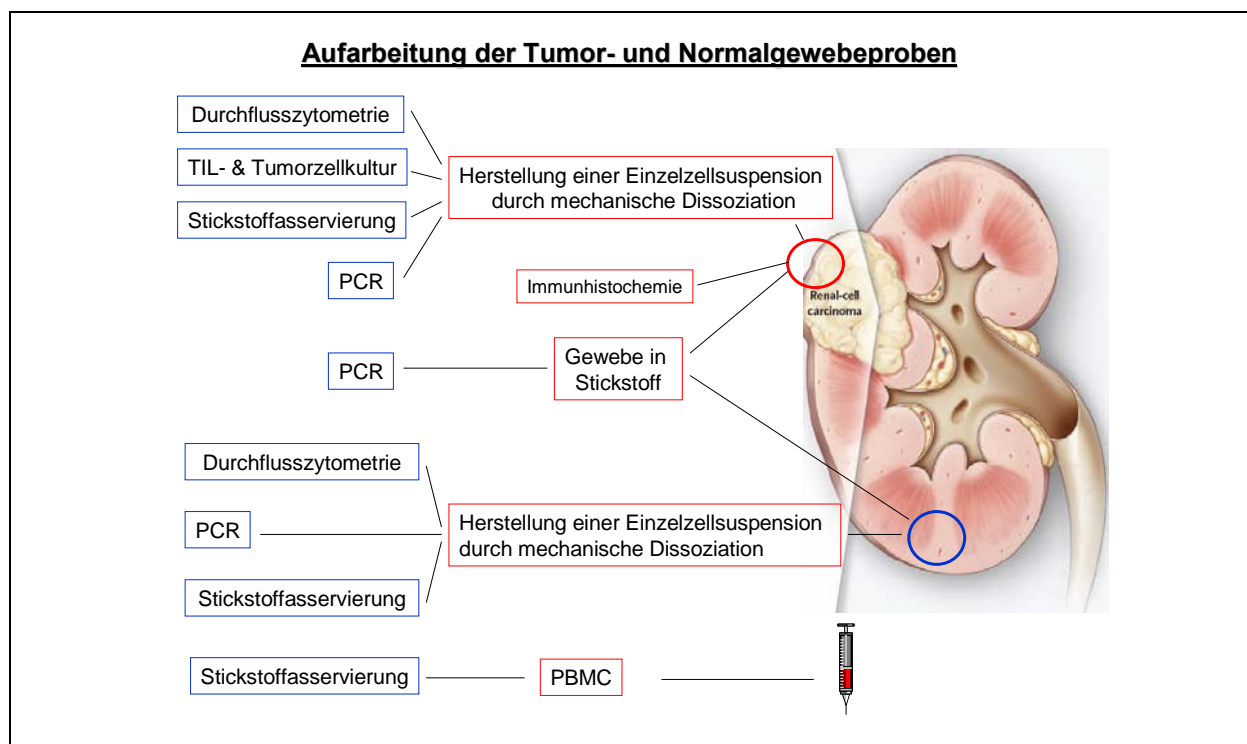 Aufarbeitung der Tumor- und Normalgewebeproben
Durchflusszytometrie
TIL- & Tumorzellkultur
Stickstoffasservierung
PCR
Herstellung einer Einzelzellsuspension
durch mechanische Dissoziation
Immunhistochemie
Renal-cell
carcinoma
PCR
Gewebe in
Stickstoff
Durchflusszytometrie
PCR
Stickstoffasservierung
Herstellung einer Einzelzellsuspension
durch mechanische Dissoziation
Stickstoffasservierung
PBMC